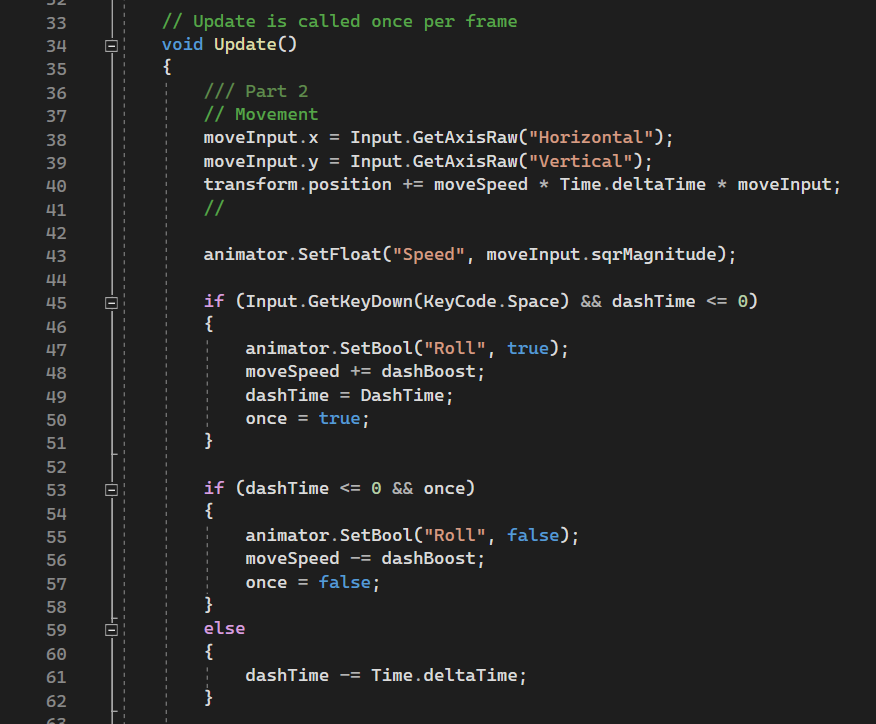 32
33 // Update is called once per frame
34 void Update()
35 {
36 /// Part 2
37 // Movement
38 moveInput.x = Input.GetAxisRaw("Horizontal");
39 moveInput.y = Input.GetAxisRaw("Vertical");
40 transform.position += moveSpeed * Time.deltaTime * moveInput;
41 //
42
43 animator.SetFloat("Speed", moveInput.sqrMagnitude);
44
45 if (Input.GetKeyDown(KeyCode.Space) && dashTime <= 0)
46 {
47 animator.SetBool("Roll", true);
48 moveSpeed += dashBoost;
49 dashTime = DashTime;
50 once = true;
51 }
52
53 if (dashTime <= 0 && once)
54 {
55 animator.SetBool("Roll", false);
56 moveSpeed -= dashBoost;
57 once = false;
58 }
59 else
60 {
61 dashTime -= Time.deltaTime;
62 }
63